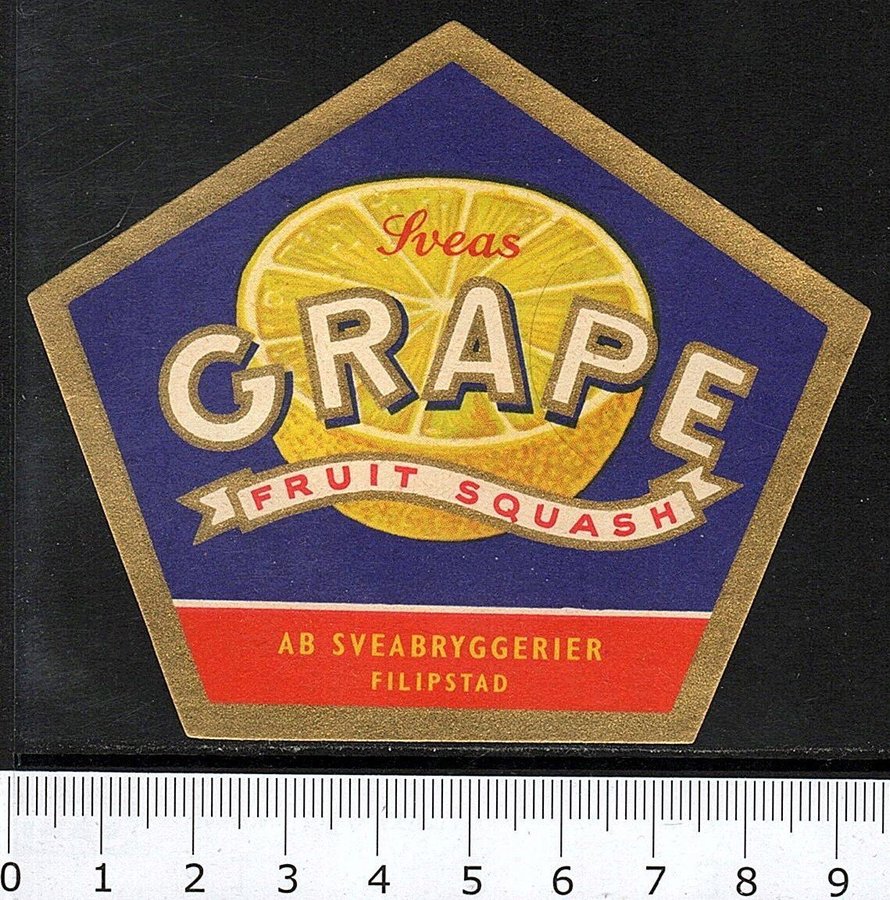 Sveas
GRAPE
FRUIT SQUASH
AB SVEABRYGGERIER
FILIPSTAD
0 1 2 3 4 5 6 7 8 9